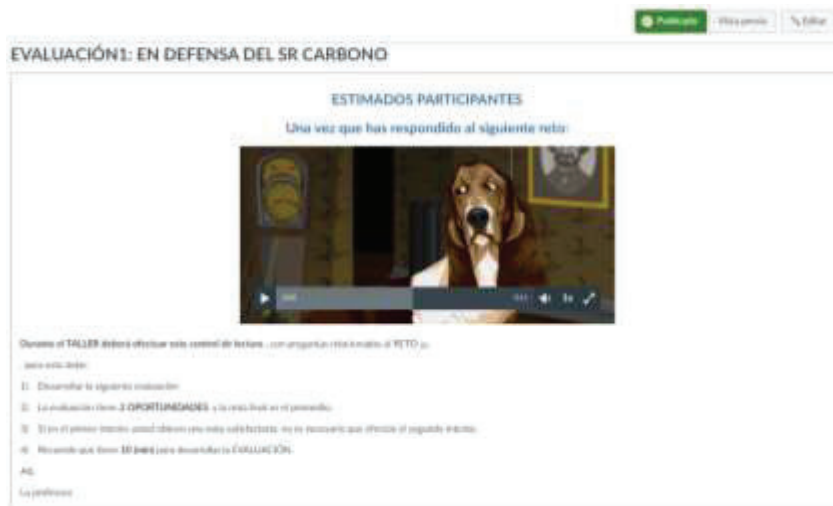 Publicado Vista previa Editar
EVALUACIÓN1: EN DEFENSA DEL SR CARBONO
ESTIMADOS PARTICIPANTES
Una vez que has respondido al siguiente reto:
1x
Durante el TALLER deberá efectuar este control de lectura, con preguntas relacionadas al RETO
para esto debe:
1) Desarrollar la siguiente evaluación
2) La evaluación tiene 2 OPORTUNIDADES y la nota final es el promedio.
3) Si en el primer intento usted obtiene una nota satisfactoria, no es necesario que efectúe el segundo intento.
4) Recuerde que tiene 10 para desarrollar la EVALUACIÓN.
Att.
La profesora